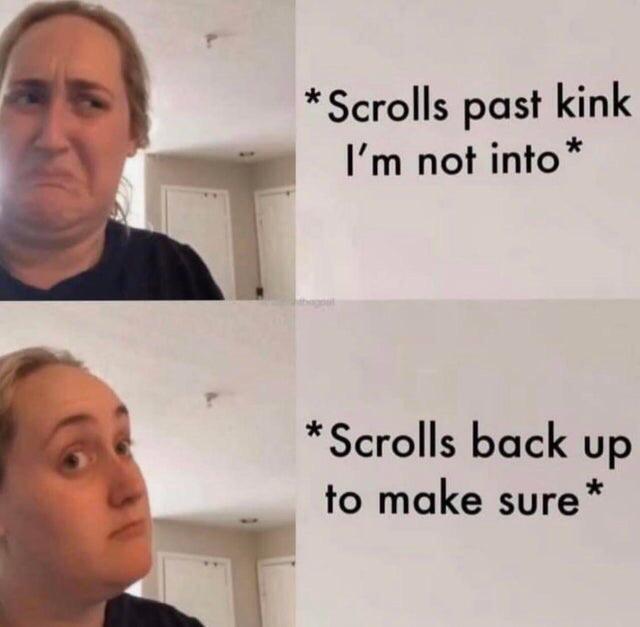 *Scrolls past kink
I'm not into*
*Scrolls back up
to make sure*